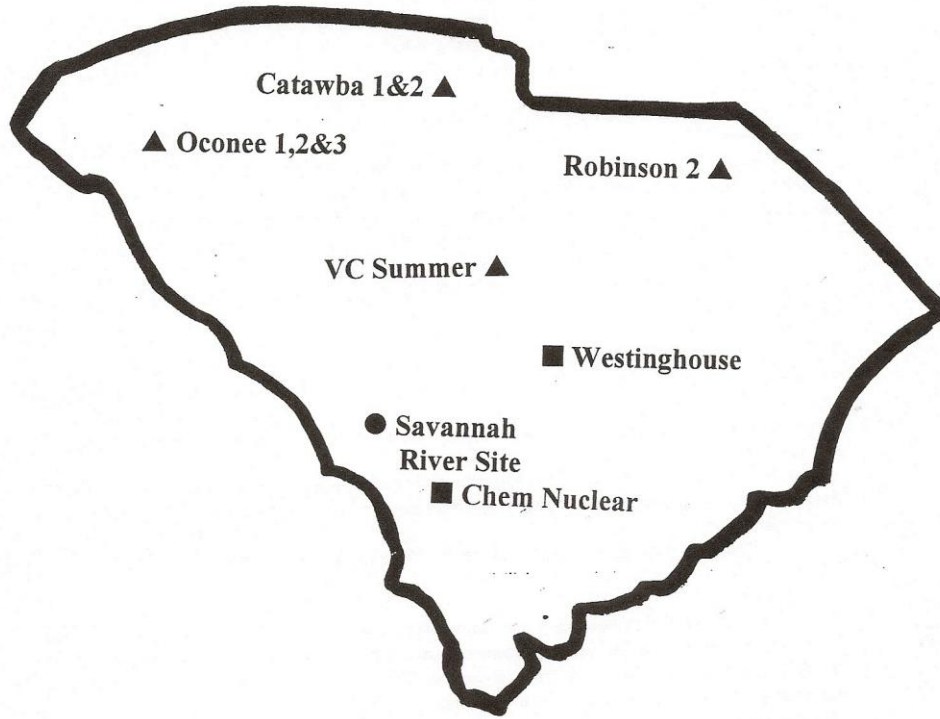 Catawba 1&2
Oconee 1,2&3
Robinson 2
VC Summer
Westinghouse
Savannah
River Site
Chem Nuclear